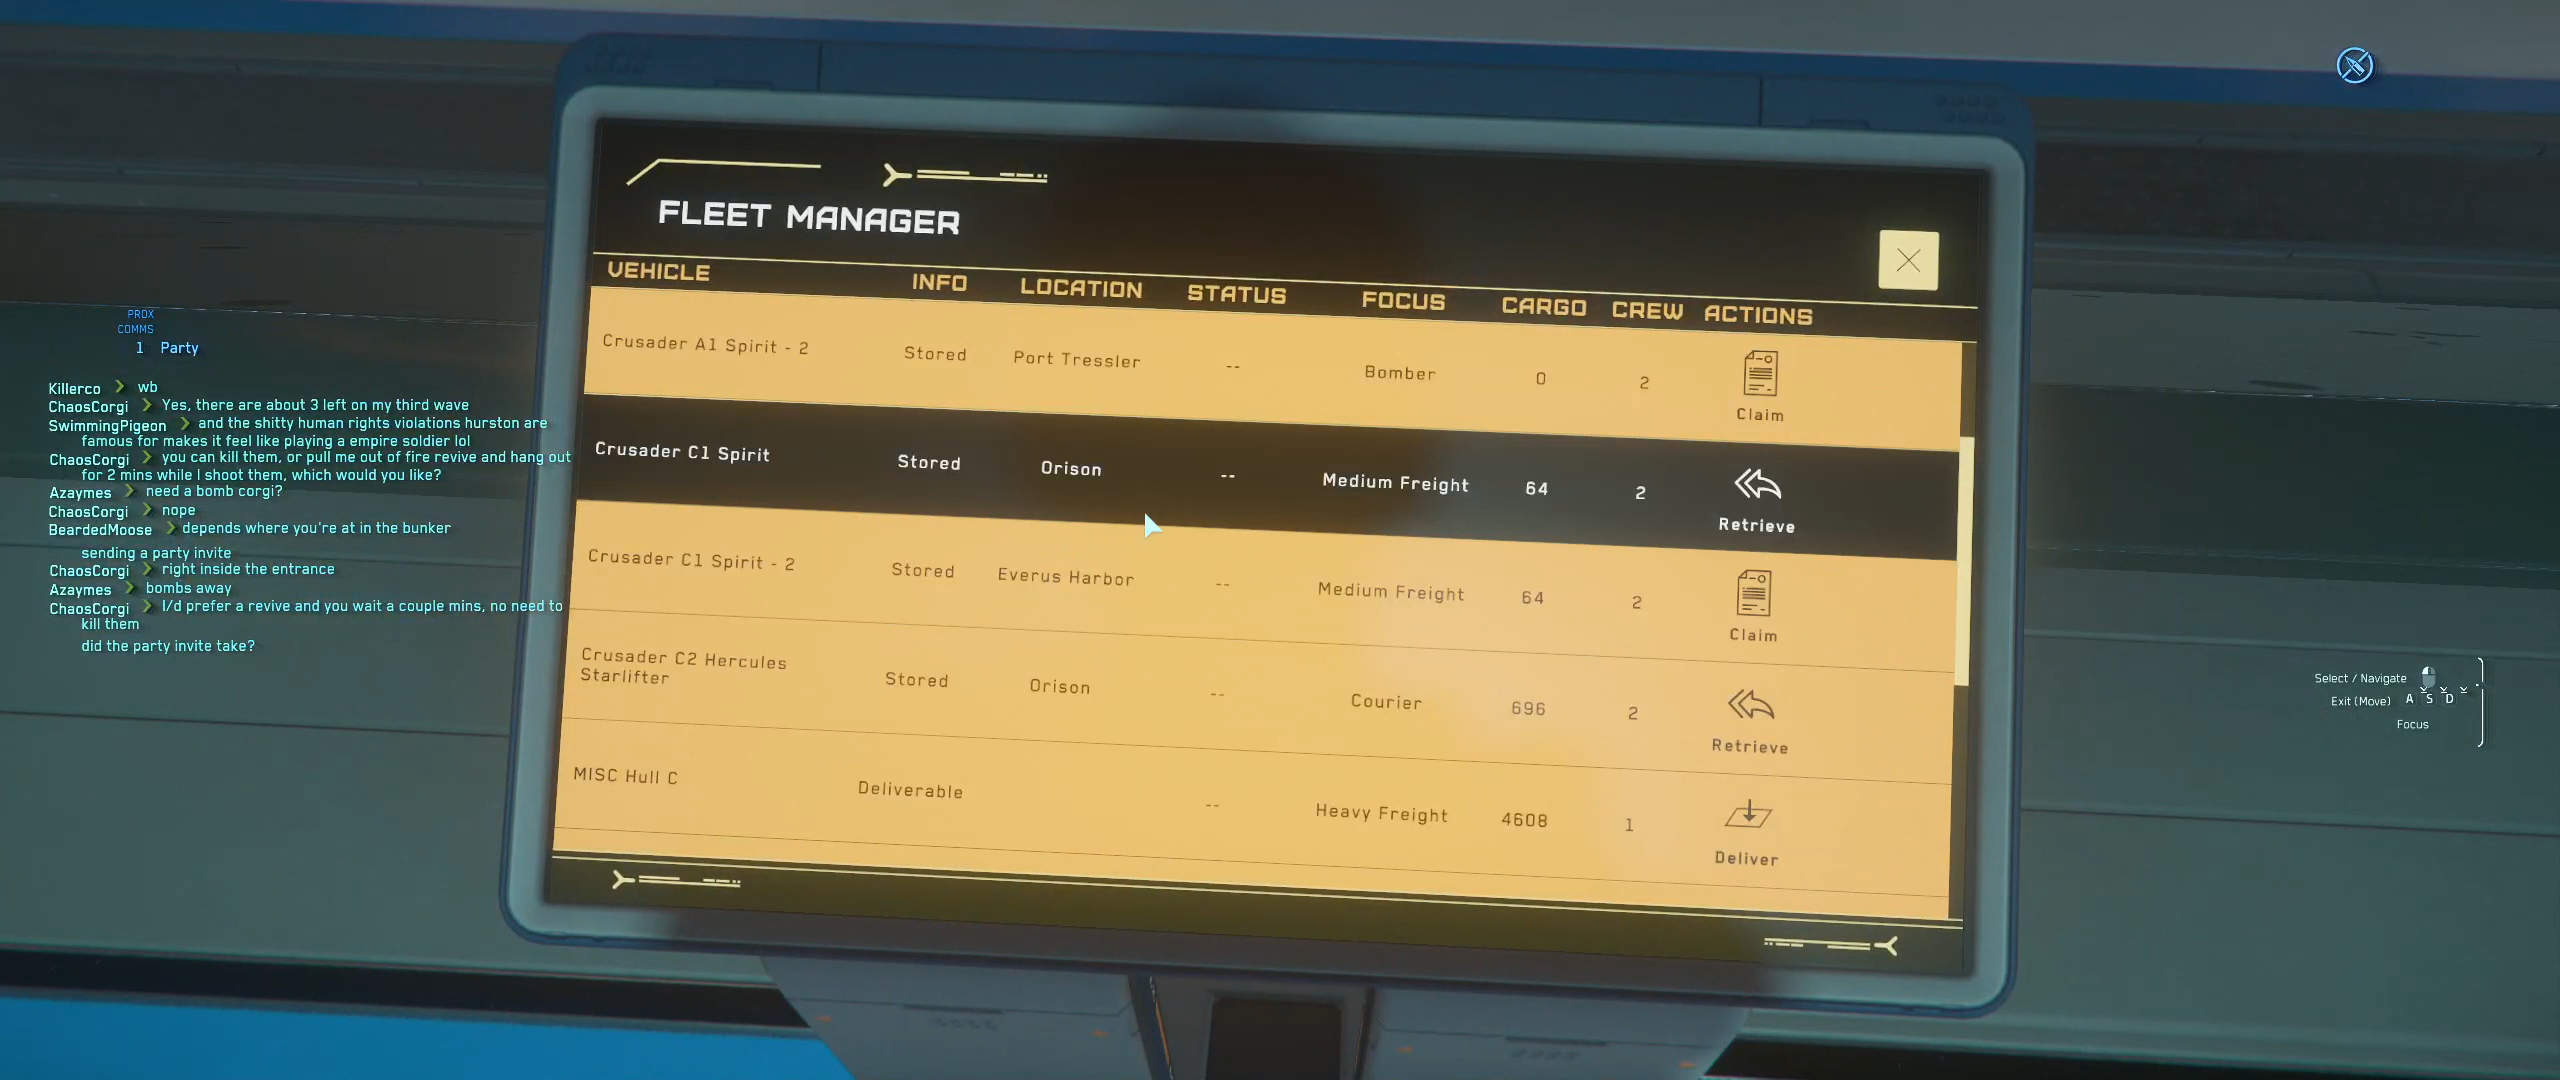 FLEET MANAGER
VEHICLE INFO LOCATION STATUS FOCUS CARGO CREW ACTIONS
Crusader A1 Spirit - 2 Stored Port Tressler -- Bomber 0 2 Claim
Crusader C1 Spirit Stored Orison -- Medium Freight 64 2 Retrieve
Crusader C1 Spirit - 2 Stored Everus Harbor -- Medium Freight 64 2 Claim
Crusader C2 Hercules
Starlifter Stored Orison -- Courier 696 2 Retrieve
MISC Hull C Deliverable -- Heavy Freight 4608 1 Deliver
PROX
COMMS
1 Party
Killerco > wb
ChaosCorgi > Yes, there are about 3 left on my third wave
SwimmingPigeon > and the shitty human rights violations hurston are
famous for makes it feel like playing a empire soldier lol
ChaosCorgi > you can kill them, or pull me out of fire revive and hang out
for 2 mins while I shoot them, which would you like?
Azaymes > need a bomb corgi?
ChaosCorgi > nope
BeardedMoose > depends where you're at in the bunker
sending a party invite
ChaosCorgi > right inside the entrance
Azaymes > bombs away
ChaosCorgi > I/d prefer a revive and you wait a couple mins, no need to
kill them
did the party invite take?
Select / Navigate
Exit (Move) A S D
Focus